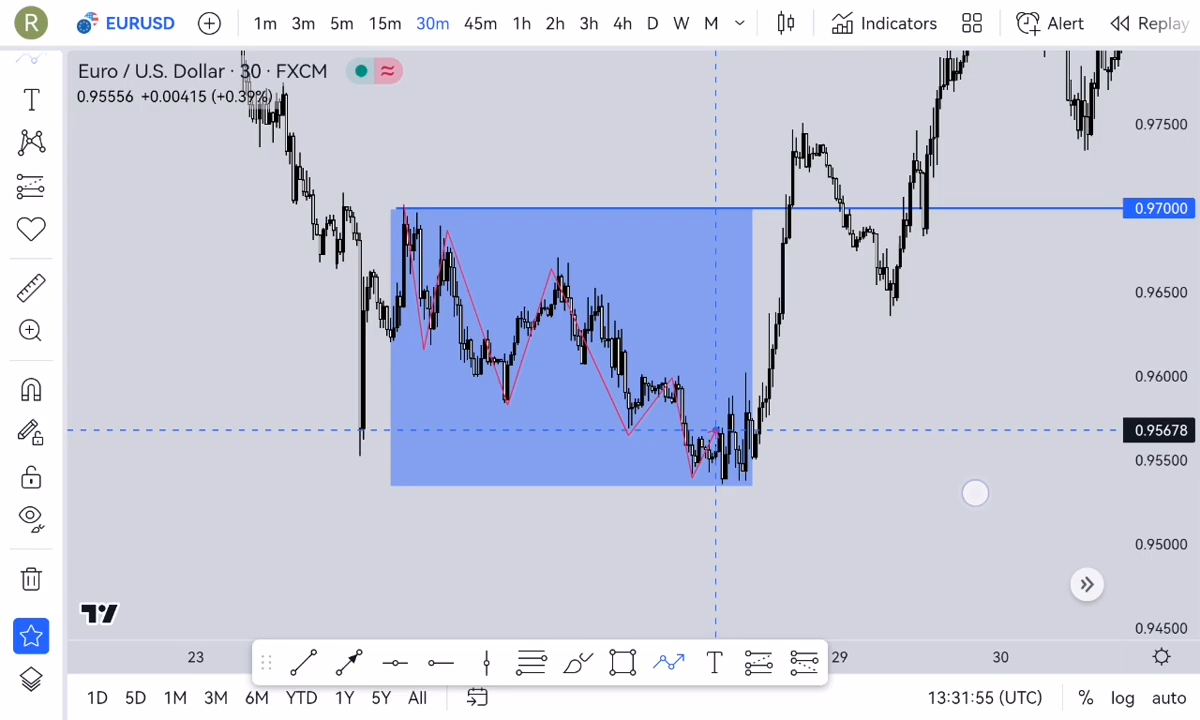 R EURUSD 1m 3m 5m 15m 30m 45m 1h 2h 3h 4h D W M Indicators Alert Replay
Euro / U.S. Dollar · 30 · FXCM
0.95556 +0.00415 (+0.39%)
0.97500
0.97000
0.96500
0.96000
0.95678
0.95500
0.95000
0.94500
23 29 30
T
1D 5D 1M 3M 6M YTD 1Y 5Y All 13:31:55 (UTC) % log auto